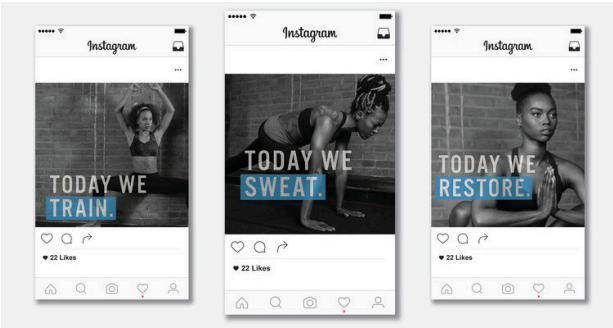 Instagram
TODAY WE
TRAIN.
22 Likes
Instagram
TODAY WE
SWEAT.
22 Likes
Instagram
TODAY WE
RESTORE.
22 Likes